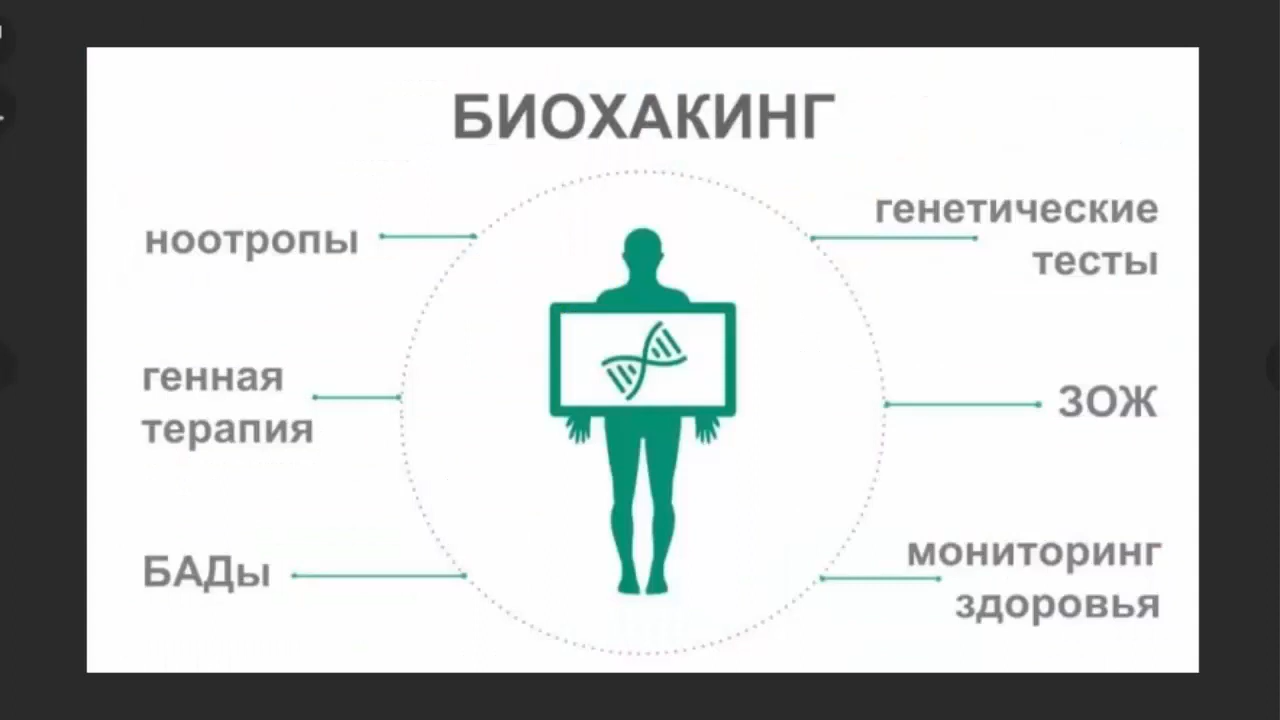 БИОХАКИНГ
ноотропы
генная
терапия
БАДы
генетические
тесты
ЗОЖ
мониторинг
здоровья